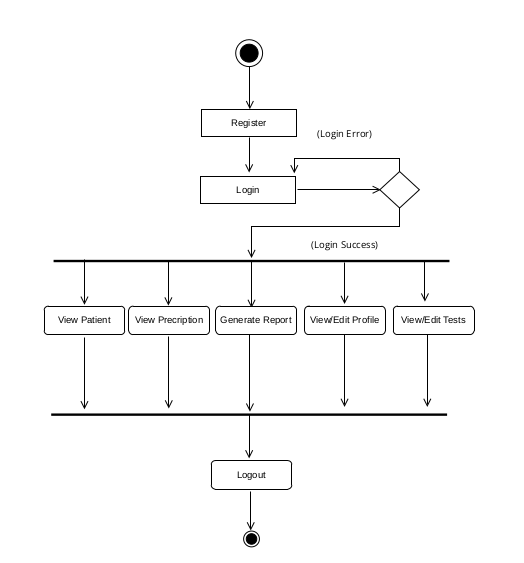 Register
(Login Error)
Login
(Login Success)
View Patient
View Precription
Generate Report
View/Edit Profile
View/Edit Tests
Logout